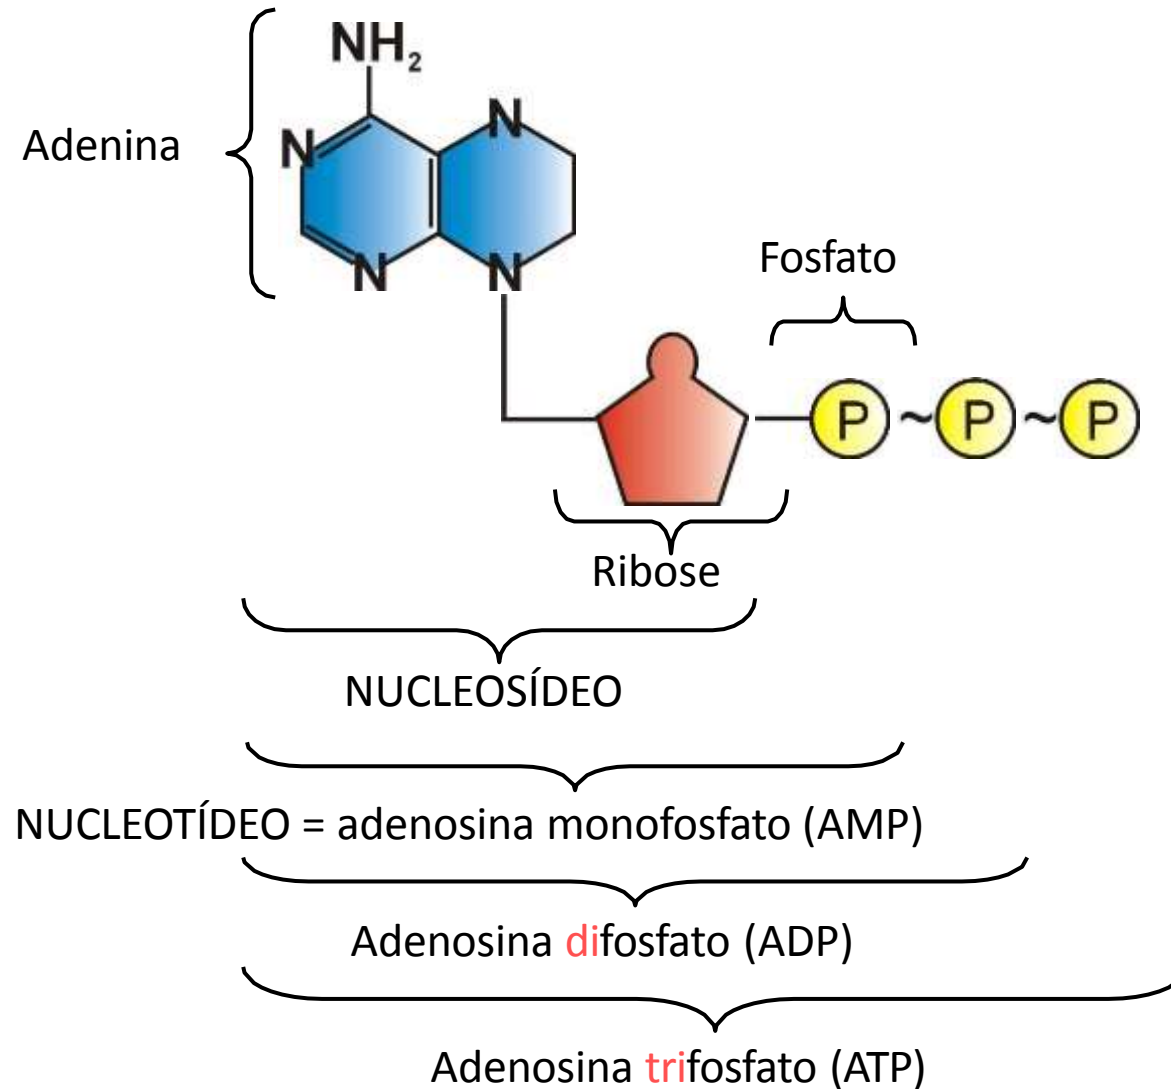 NH₂
N
N
Adenina
N
N
Fosfato
P ~ P ~ P
Ribose
NUCLEOSÍDEO
NUCLEOTÍDEO = adenosina monofosfato (AMP)
Adenosina difosfato (ADP)
Adenosina trifosfato (ATP)